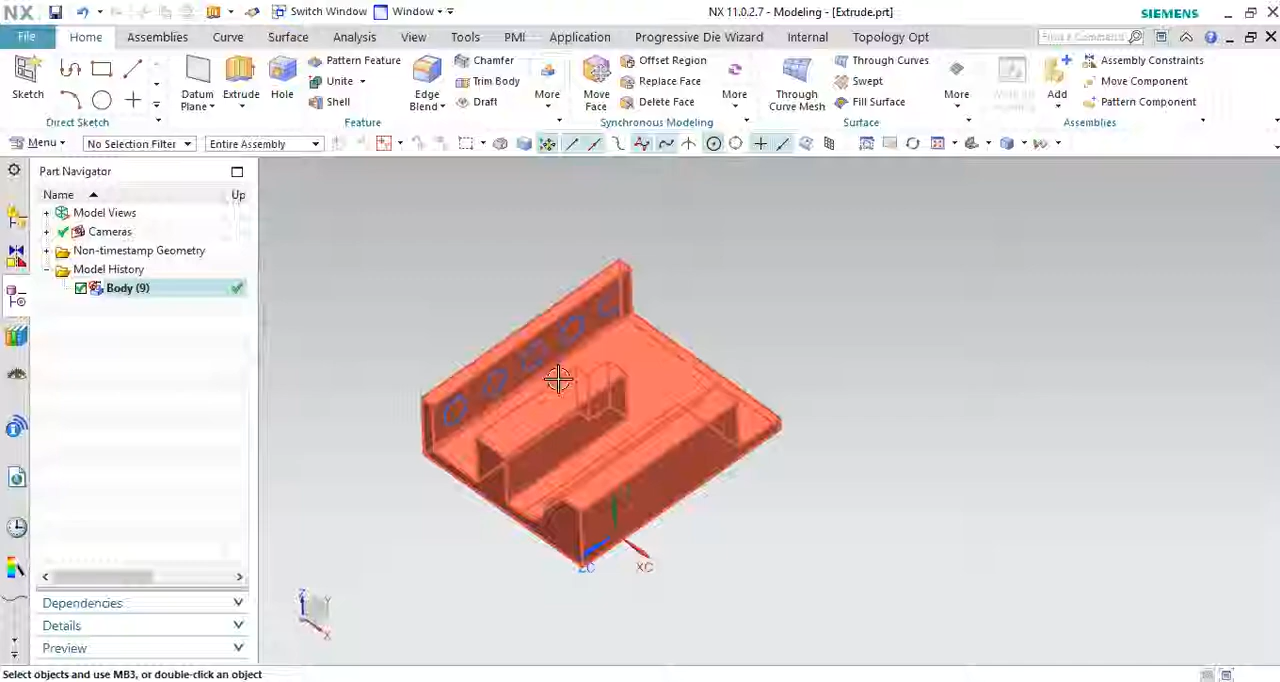 NX Switch Window Window NX 11.0.2.7 - Modeling - [Extrude.prt] SIEMENS
File Home Assemblies Curve Surface Analysis View Tools PMI Application Progressive Die Wizard Internal Topology Opt Find a Command
Sketch
Direct Sketch
Datum Plane
Extrude
Hole
Pattern Feature
Unite
Shell
Edge Blend
Chamfer
Trim Body
Draft
More
Feature
Move Face
Offset Region
Replace Face
Delete Face
More
Synchronous Modeling
Through Curve Mesh
Through Curves
Swept
Fill Surface
More
Surface
Add
Assembly Constraints
Move Component
Pattern Component
Assemblies
Menu No Selection Filter Entire Assembly
Part Navigator
Name Up
Model Views
Cameras
Non-timestamp Geometry
Model History
Body (9)
ZC XC
Dependencies
Details
Preview
Z Y
X
Select objects and use MB3, or double-click an object